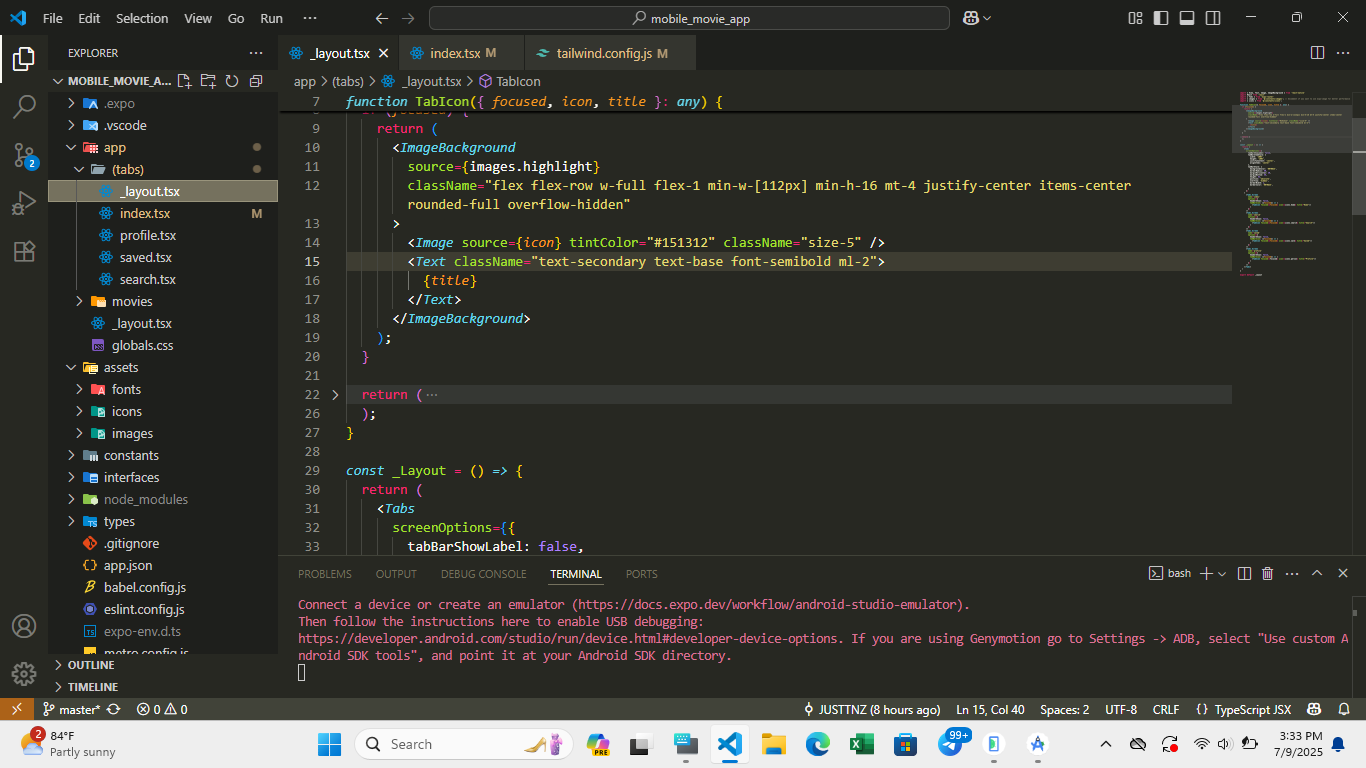 File Edit Selection View Go Run ···
mobile_movie_app
EXPLORER ···
MOBILE_MOVIE_A...
.expo
.vscode
app
(tabs)
_layout.tsx
index.tsx M
profile.tsx
saved.tsx
search.tsx
movies
_layout.tsx
globals.css
assets
fonts
icons
images
constants
interfaces
node_modules
types
.gitignore
app.json
babel.config.js
eslint.config.js
expo-env.d.ts
metro.config.js
OUTLINE
TIMELINE
_layout.tsx index.tsx M tailwind.config.js M
app > (tabs) > _layout.tsx > TabIcon
7 function TabIcon({ focused, icon, title }: any) {
if (focused) {
9 return (
10 <ImageBackground
11 source={images.highlight}
12 className="flex flex-row w-full flex-1 min-w-[112px] min-h-16 mt-4 justify-center items-center
rounded-full overflow-hidden"
13 >
14 <Image source={icon} tintColor="#151312" className="size-5" />
15 <Text className="text-secondary text-base font-semibold ml-2">
16 {title}
17 </Text>
18 </ImageBackground>
19 );
20 }
21
22 return (···
26 );
27 }
28
29 const _Layout = () => {
30 return (
31 <Tabs
32 screenOptions={{
33 tabBarShowLabel: false,
PROBLEMS OUTPUT DEBUG CONSOLE TERMINAL PORTS
bash
Connect a device or create an emulator (https://docs.expo.dev/workflow/android-studio-emulator).
Then follow the instructions here to enable USB debugging:
https://developer.android.com/studio/run/device.html#developer-device-options. If you are using Genymotion go to Settings -> ADB, select "Use custom A
ndroid SDK tools", and point it at your Android SDK directory.
2
master* 0 0 JUSTTNZ (8 hours ago) Ln 15, Col 40 Spaces: 2 UTF-8 CRLF {} TypeScript JSX
2
84°F
Partly sunny
Search
PRE
99+
3:33 PM
7/9/2025